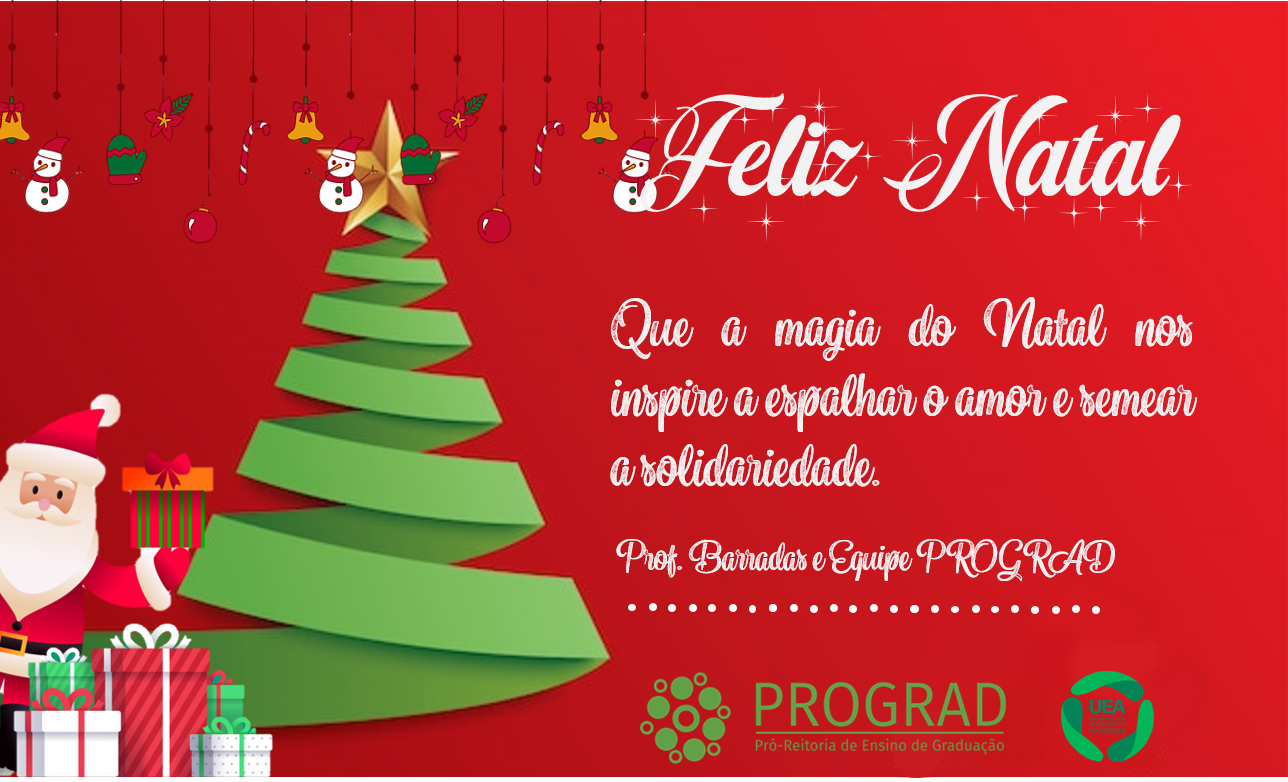 Feliz Natal
Que a magia do Natal nos
inspire a espalhar o amor e semear
a solidariedade.
Prof. Barradas e Equipe PROGRAD
PROGRAD
Pró-Reitoria de Ensino de Graduação
UEA